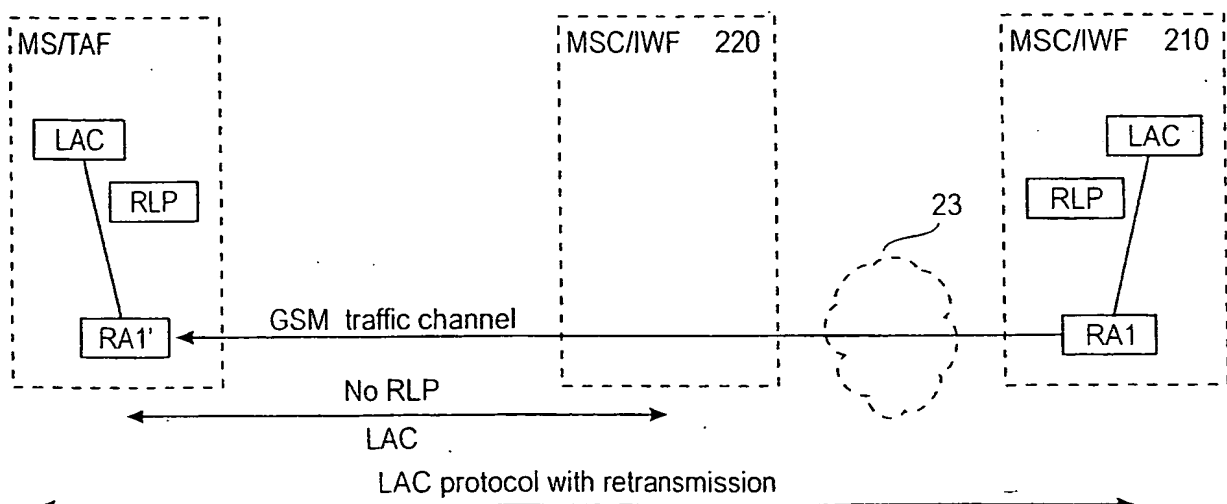 MS/TAF
MSC/IWF 220
MSC/IWF 210
LAC
LAC
RLP
RLP
23
RA1'
GSM traffic channel
RA1
No RLP
LAC
LAC protocol with retransmission